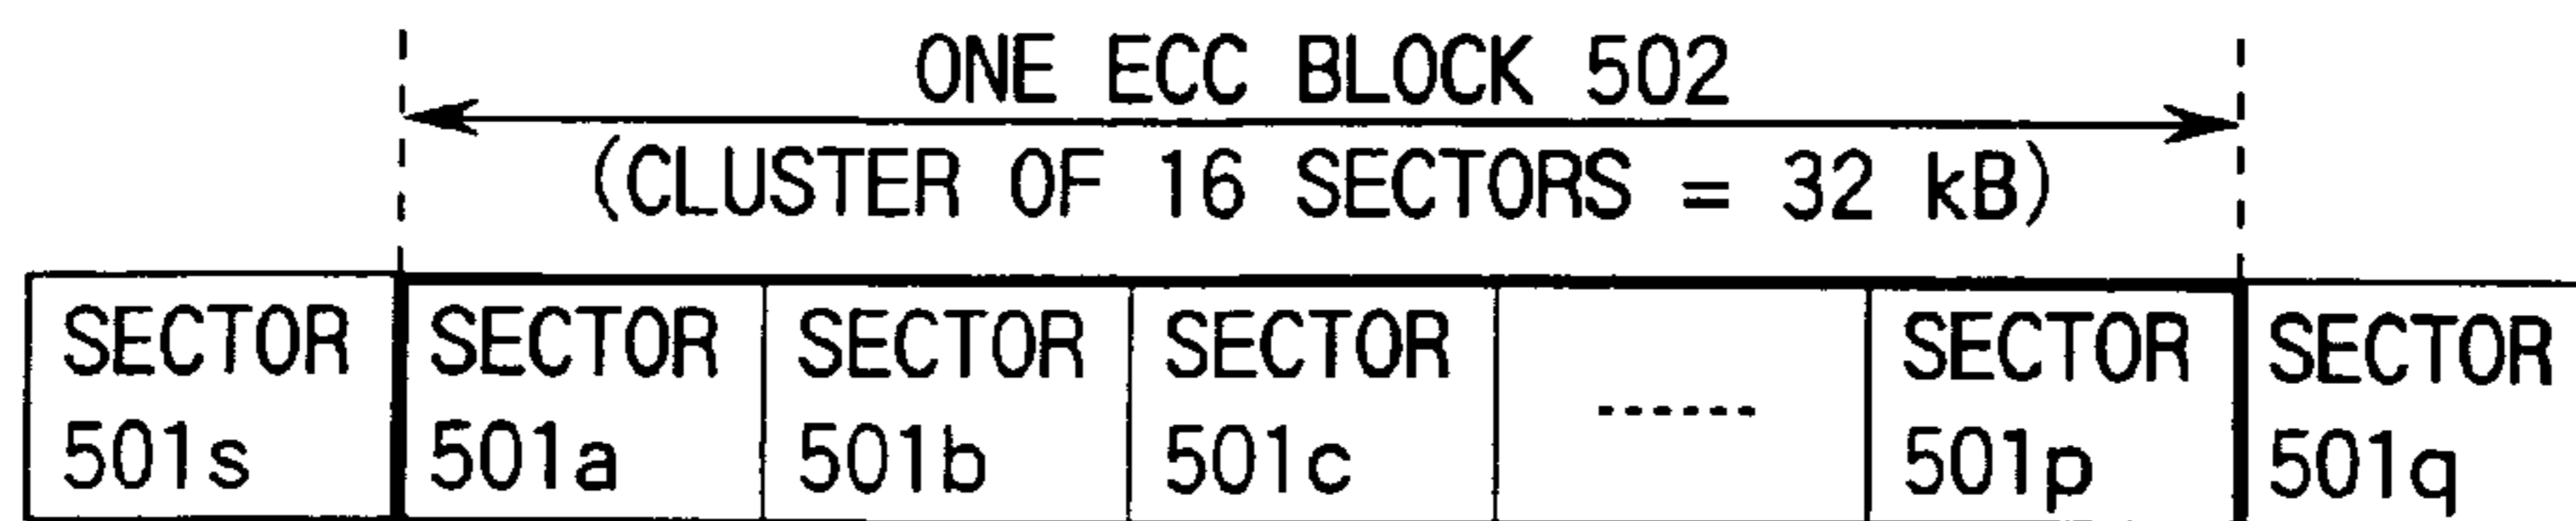 ONE ECC BLOCK 502
(CLUSTER OF 16 SECTORS = 32 kB)
SECTOR SECTOR SECTOR SECTOR SECTOR SECTOR
501s 501a 501b 501c ...... 501p 501q